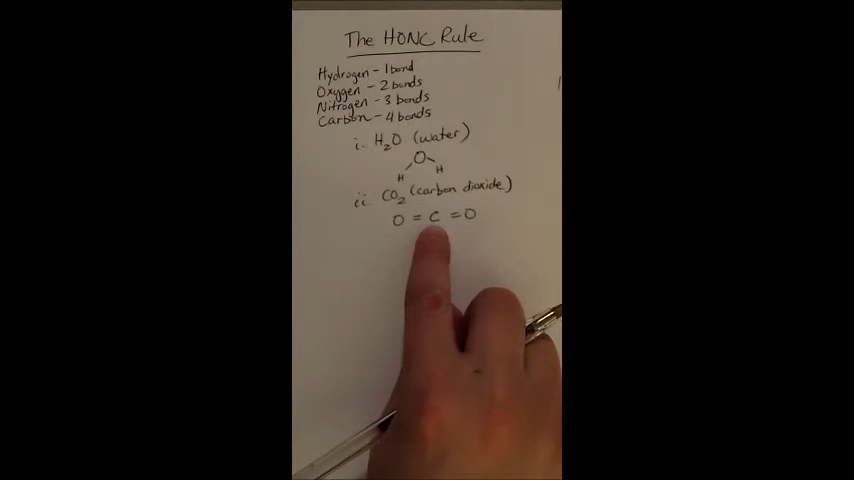 The HONC Rule
Hydrogen - 1 bond
Oxygen - 2 bonds
Nitrogen - 3 bonds
Carbon - 4 bonds
i. H₂O (water)
O
H H
ii. CO₂ (carbon dioxide)
O = C = O